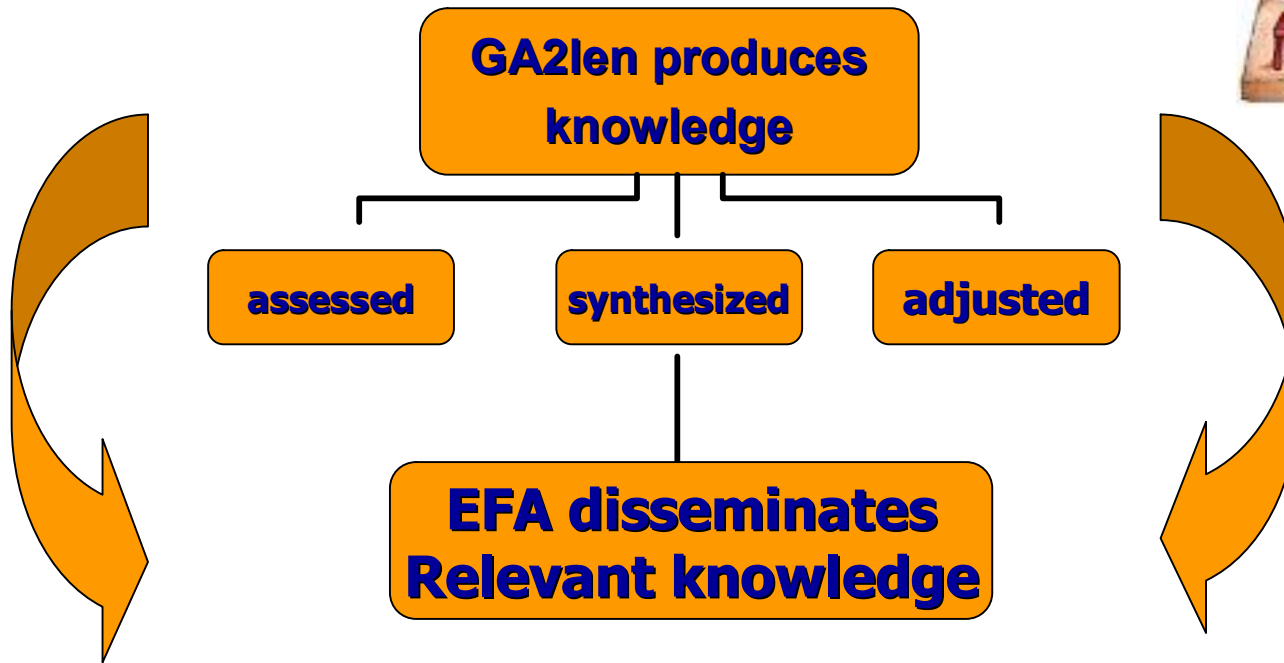 GA2len produces
knowledge
assessed
synthesized
adjusted
EFA disseminates
Relevant knowledge